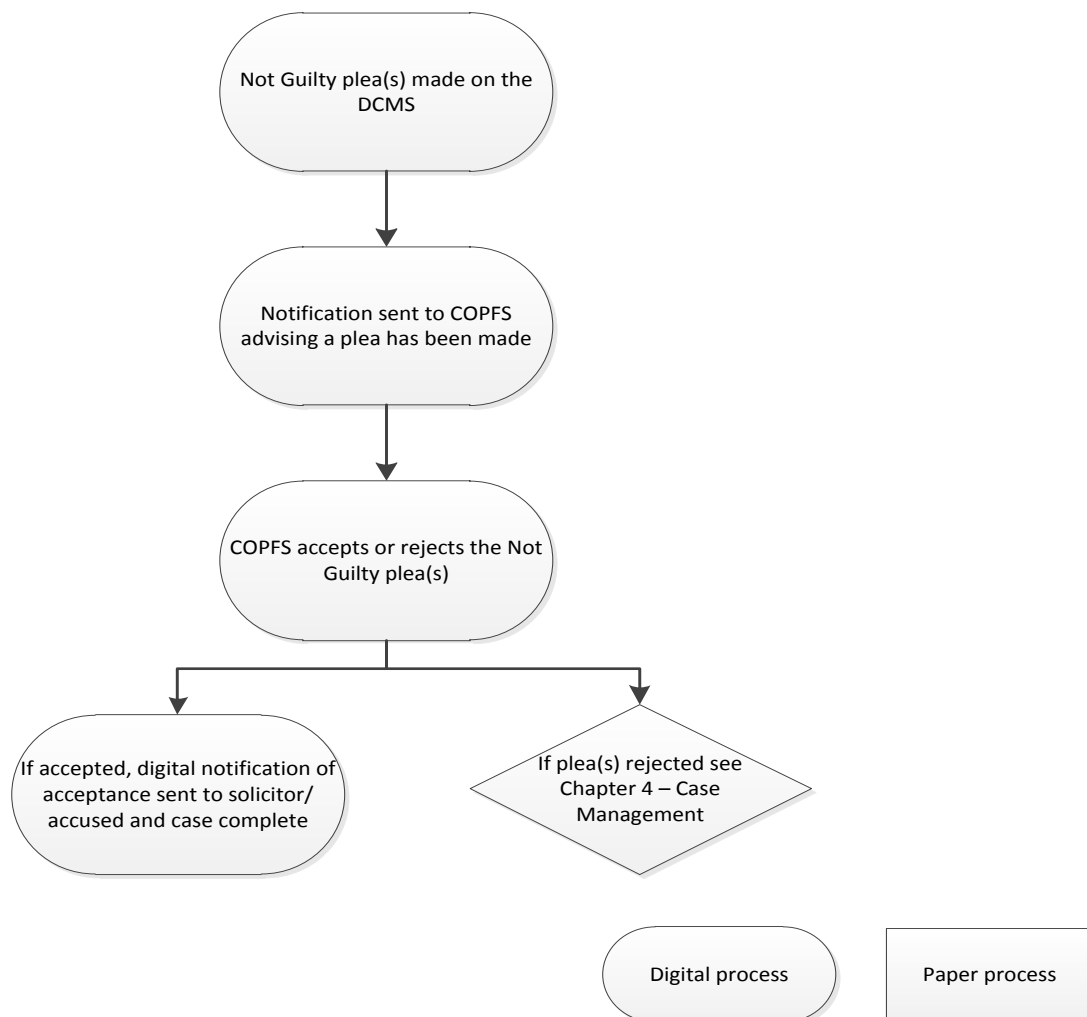 Not Guilty plea(s) made on the
DCMS
Notification sent to COPFS
advising a plea has been made
COPFS accepts or rejects the Not
Guilty plea(s)
If accepted, digital notification of
acceptance sent to solicitor/
accused and case complete
If plea(s) rejected see
Chapter 4 – Case
Management
Digital process
Paper process